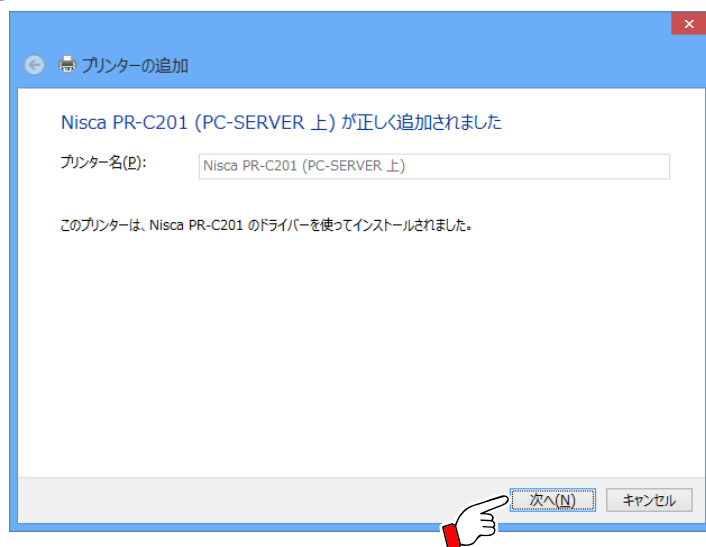 プリンターの追加
Nisca PR-C201 (PC-SERVER 上) が正しく追加されました
プリンター名(P): Nisca PR-C201 (PC-SERVER 上)
このプリンターは、Nisca PR-C201 のドライバーを使ってインストールされました。
次へ(N) キャンセル